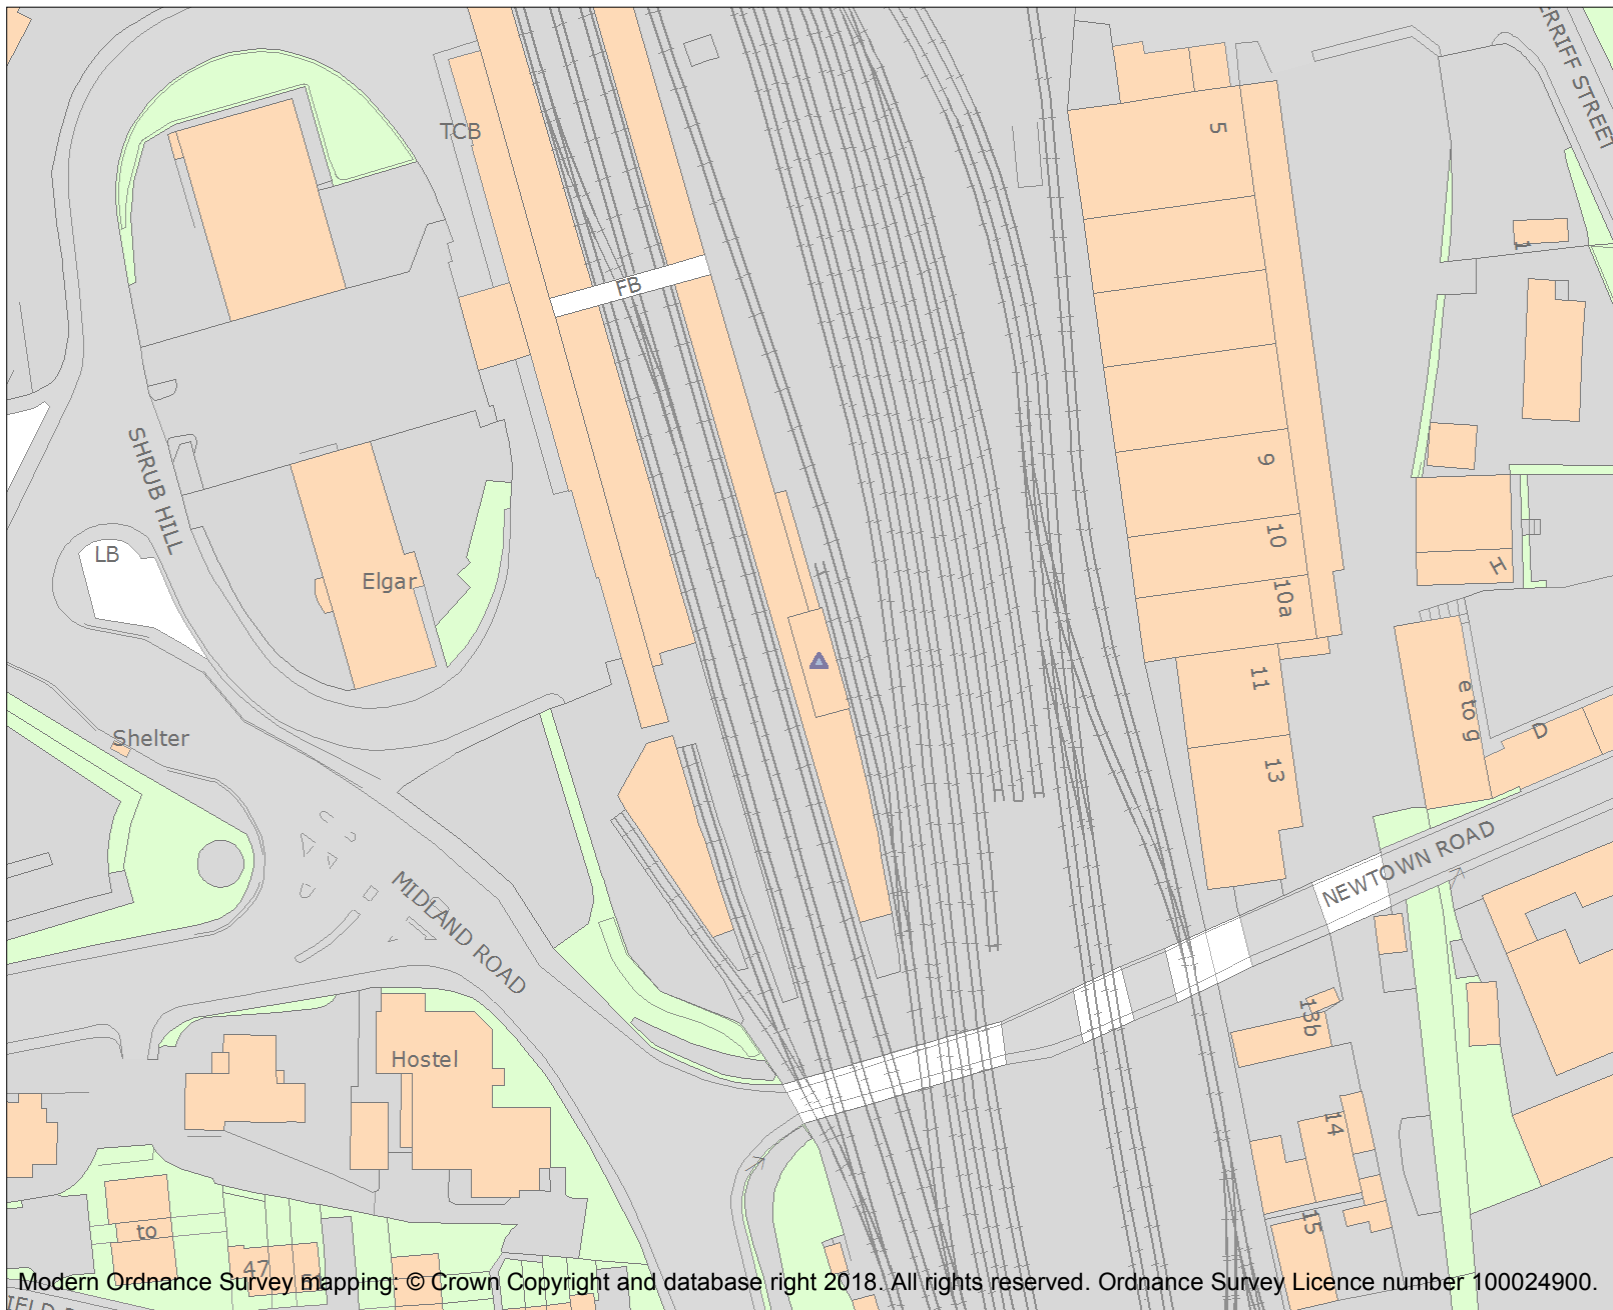 ERRIFF STREET
TCB
5
1
FB
SHRUB HILL
9
10
LB
Elgar
H
10a
11
e to g
D
Shelter
13
NEWTOWN ROAD
MIDLAND ROAD
13b
Hostel
14
15
to
47
Modern Ordnance Survey mapping: © Crown Copyright and database right 2018. All rights reserved. Ordnance Survey Licence number 100024900.